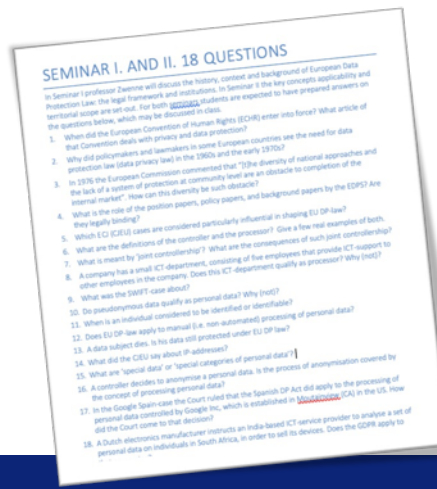 SEMINAR I. AND II. 18 QUESTIONS
In Seminar I professor Zwenne will discuss the history, context and background of European Data
Protection Law: the legal framework and institutions. In Seminar II the key concepts applicability and
territorial scope are set-out. For both seminars students are expected to have prepared answers on
the questions below, which may be discussed in class.
1. When did the European Convention of Human Rights (ECHR) enter into force? What article of
that Convention deals with privacy and data protection?
2. Why did policymakers and lawmakers in some European countries see the need for data
protection law (data privacy law) in the 1960s and the early 1970s?
3. In 1976 the European Commission commented that "[t]he diversity of national approaches and
the lack of a system of protection at community level are an obstacle to completion of the
internal market". How can this diversity be such obstacle?
4. What is the role of the position papers, policy papers, and background papers by the EDPS? Are
they legally binding?
5. Which ECJ (CJEU) cases are considered particularly influential in shaping EU DP-law?
6. What are the definitions of the controller and the processor? Give a few real examples of both.
7. What is meant by 'joint controllership'? What are the consequences of such joint controllership?
8. A company has a small ICT-department, consisting of five employees that provide ICT-support to
other employees in the company. Does this ICT-department qualify as processor? Why (not)?
9. What was the SWIFT-case about?
10. Do pseudonymous data qualify as personal data? Why (not)?
11. When is an individual considered to be identified or identifiable?
12. Does EU DP-law apply to manual (i.e. non-automated) processing of personal data?
13. A data subject dies. Is his data still protected under EU DP law?
14. What did the CJEU say about IP-addresses?
15. What are 'special data' or 'special categories of personal data'?
16. A controller decides to anonymise a personal data. Is the process of anonymisation covered by
the concept of processing personal data?
17. In the Google Spain-case the Court ruled that the Spanish DP Act did apply to the processing of
personal data controlled by Google Inc, which is established in (CA) in the US. How
did the Court come to that decision?
18. A Dutch electronics manufacturer instructs an India-based ICT-service provider to analyse a set of
personal data on individuals in South Africa, in order to sell its devices. Does the GDPR apply to